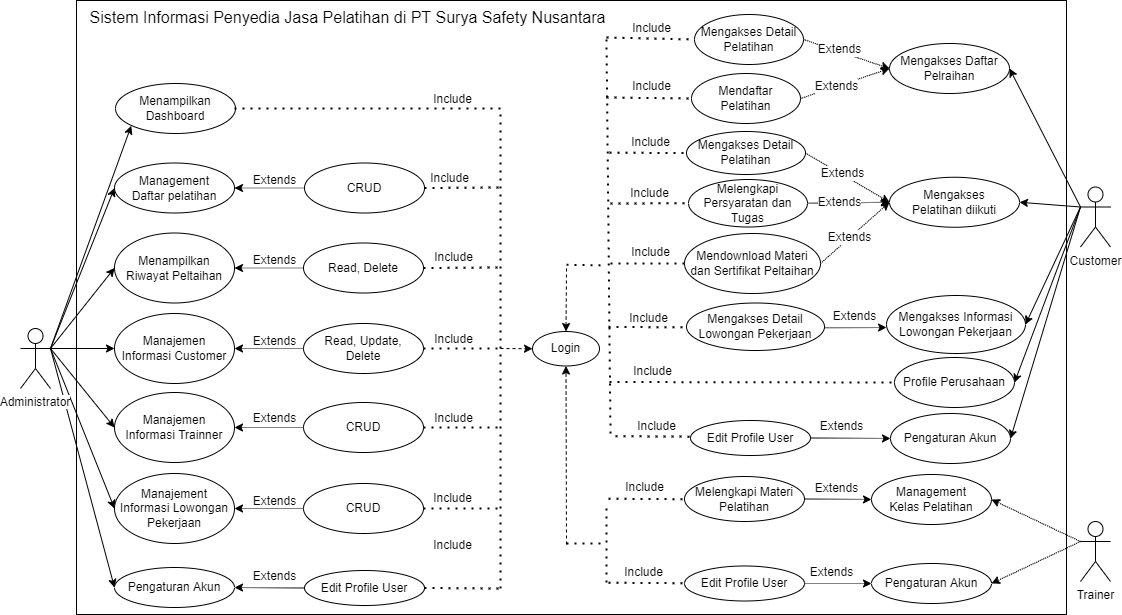 Sistem Informasi Penyedia Jasa Pelatihan di PT Surya Safety Nusantara
Administrator
Menampilkan
Dashboard
Include
Management
Daftar pelatihan
Extends
CRUD
Include
Menampilkan
Riwayat Peltaihan
Extends
Read, Delete
Include
Manajemen
Informasi Customer
Extends
Read, Update,
Delete
Include
Manajemen
Informasi Trainner
Extends
CRUD
Include
Manajement
Informasi Lowongan
Pekerjaan
Extends
CRUD
Include
Include
Pengaturan Akun
Extends
Edit Profile User
Login
Include
Mengakses Detail
Pelatihan
Extends
Mengakses Daftar
Pelraihan
Include
Mendaftar
Pelatihan
Extends
Include
Mengakses Detail
Pelatihan
Extends
Include
Melengkapi
Persyaratan dan
Tugas
Extends
Mengakses
Pelatihan diikuti
Include
Mendownload Materi
dan Sertifikat Peltaihan
Extends
Include
Mengakses Detail
Lowongan Pekerjaan
Extends
Mengakses Informasi
Lowongan Pekerjaan
Include
Profile Perusahaan
Include
Edit Profile User
Extends
Pengaturan Akun
Customer
Include
Melengkapi Materi
Pelatihan
Extends
Management
Kelas Pelatihan
Include
Edit Profile User
Extends
Pengaturan Akun
Trainer